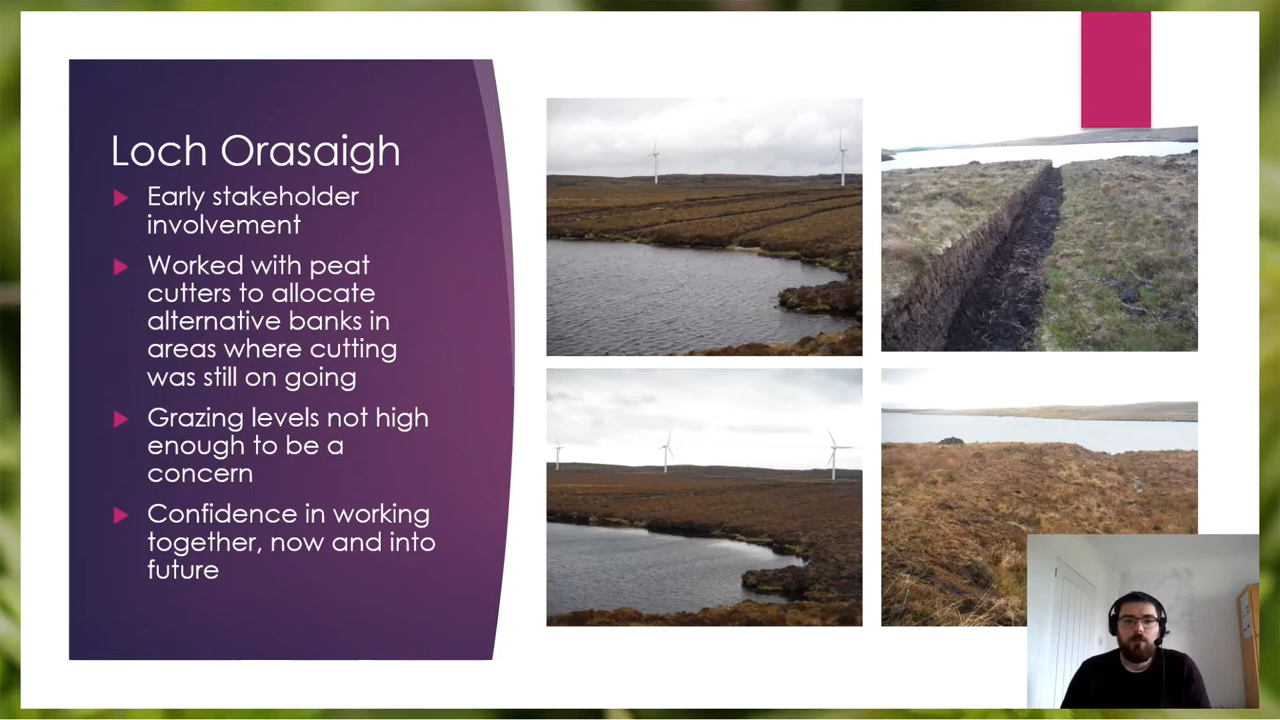 Loch Orasaigh
Early stakeholder
involvement
Worked with peat
cutters to allocate
alternative banks in
areas where cutting
was still on going
Grazing levels not high
enough to be a
concern
Confidence in working
together, now and into
future